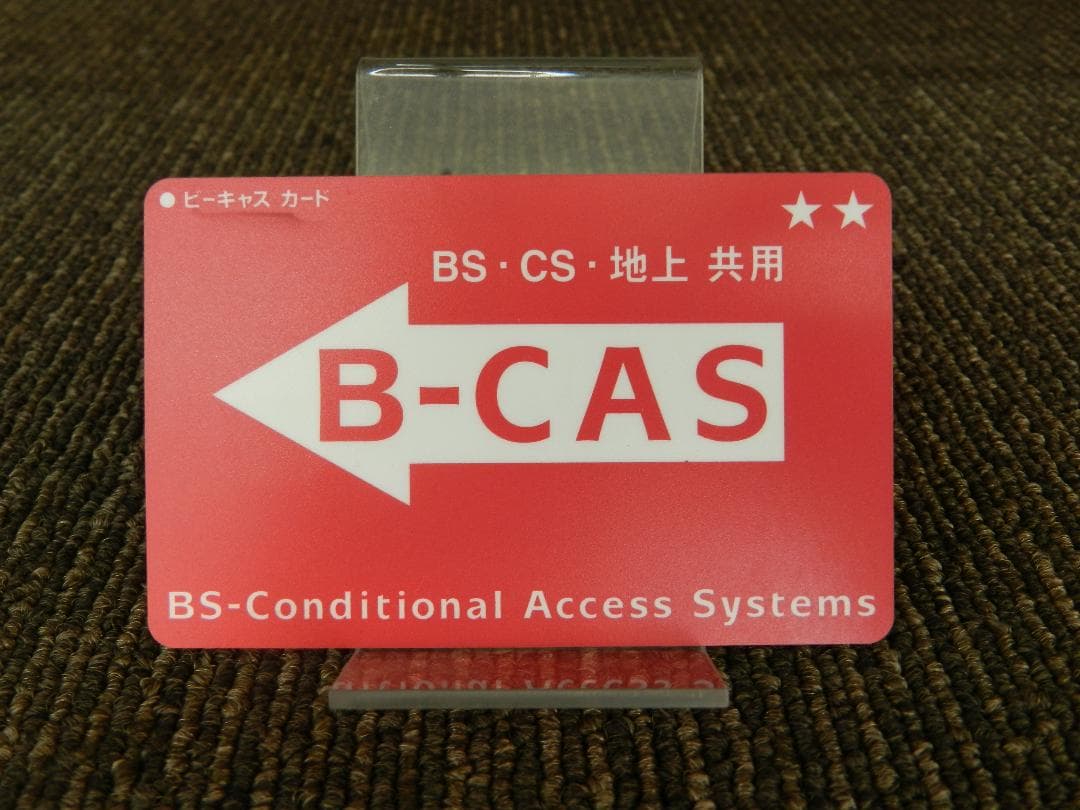 ●ビーキャス カード
★★
BS・CS・地上 共用
B-CAS
BS-Conditional Access Systems